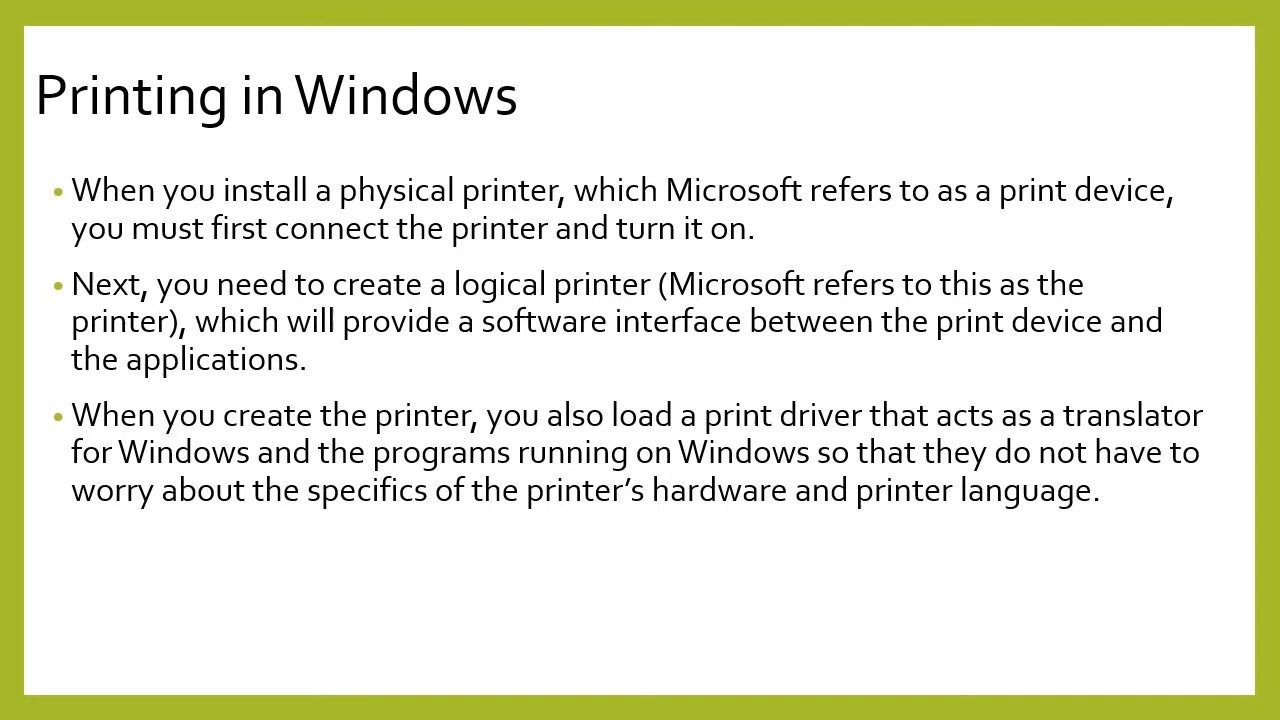 Printing in Windows
• When you install a physical printer, which Microsoft refers to as a print device,
you must first connect the printer and turn it on.
• Next, you need to create a logical printer (Microsoft refers to this as the
printer), which will provide a software interface between the print device and
the applications.
• When you create the printer, you also load a print driver that acts as a translator
for Windows and the programs running on Windows so that they do not have to
worry about the specifics of the printer’s hardware and printer language.